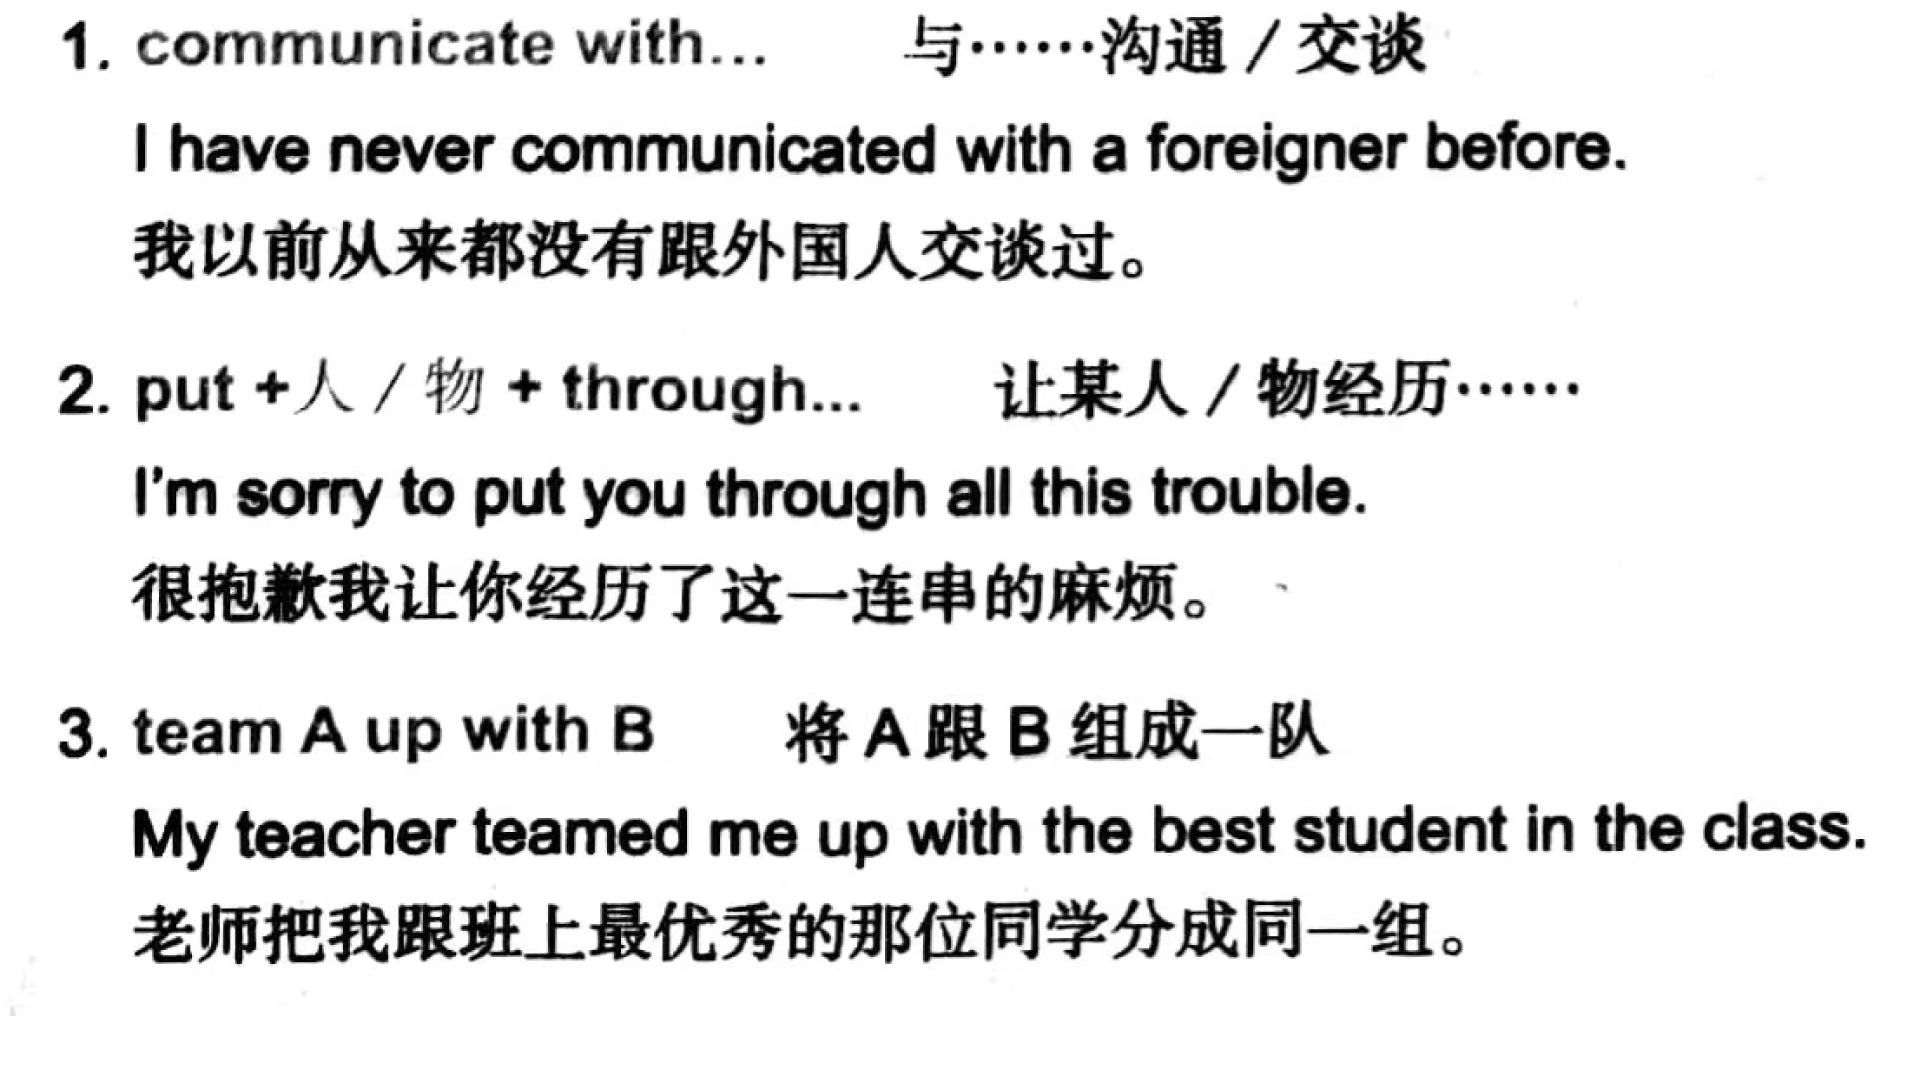 1. communicate with... 与……沟通 / 交谈
I have never communicated with a foreigner before.
我以前从来都没有跟外国人交谈过。
2. put +人 / 物 + through... 让某人 / 物经历……
I'm sorry to put you through all this trouble.
很抱歉我让你经历了这一连串的麻烦。
3. team A up with B 将 A 跟 B 组成一队
My teacher teamed me up with the best student in the class.
老师把我跟班上最优秀的那位同学分成同一组。